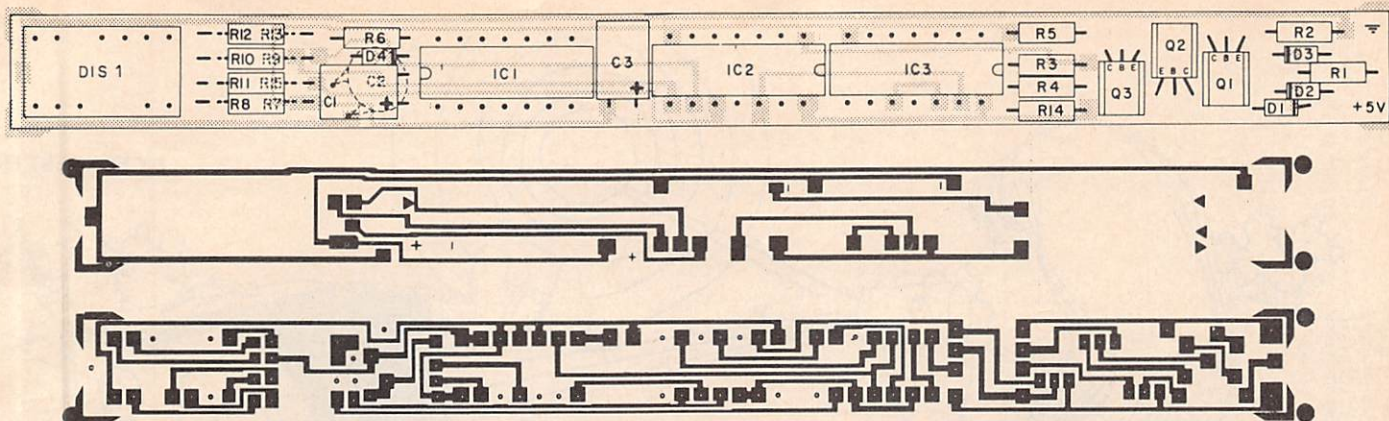 R12 R13 R6 R5 Q2 R2
D4 C3 D3
DIS 1 R10 R9 C2 IC1 IC2 IC3 R3 C B E C B E R1
R11 R4 E B C Q1 D2
R8 R7 C1 + + R14 Q3 D1 +5V
+ – +